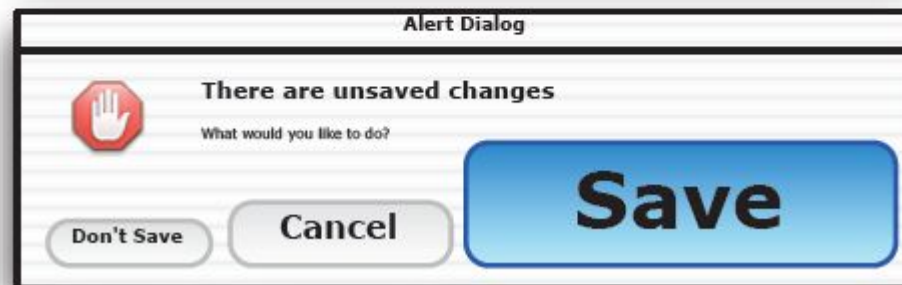 Alert Dialog
There are unsaved changes
What would you like to do?
Don't Save
Cancel
Save